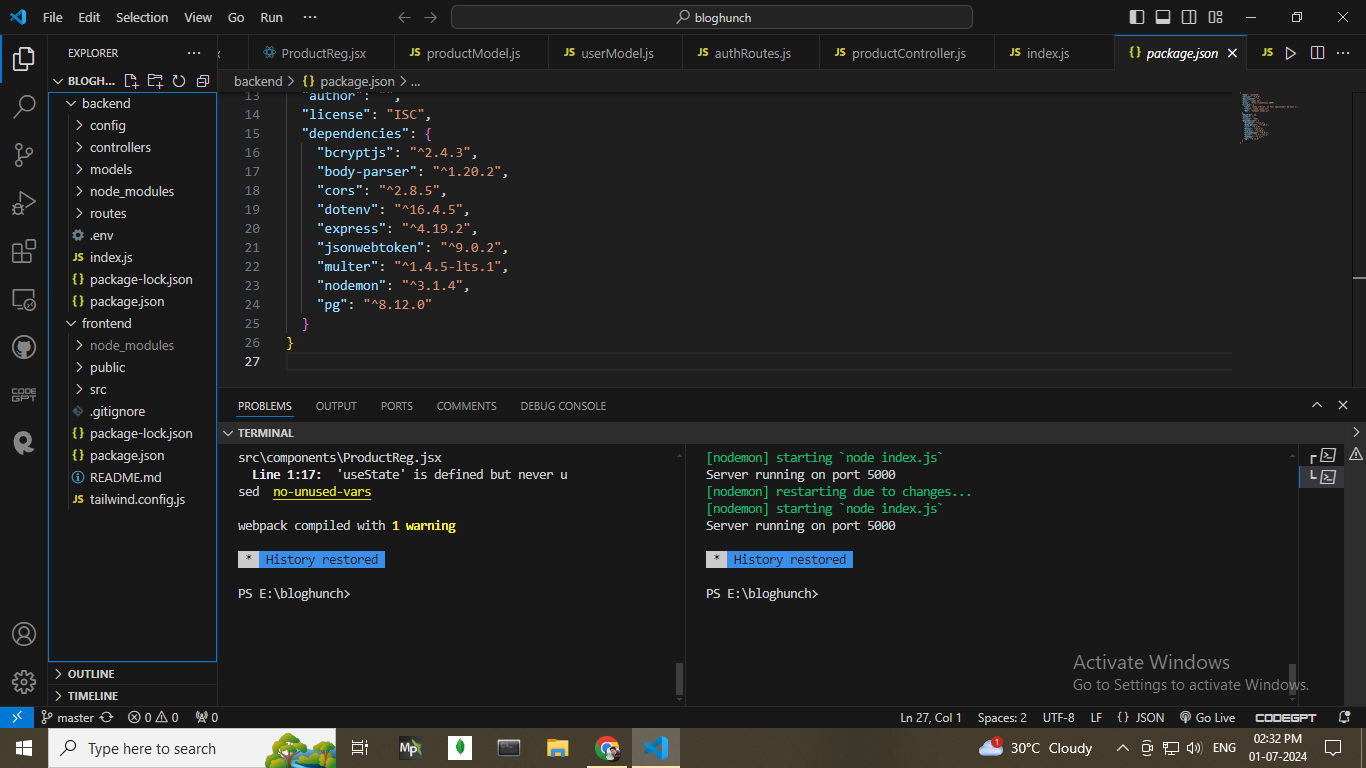 File Edit Selection View Go Run ··· bloghunch
EXPLORER ···
ProductReg.jsx JS productModel.js JS userModel.js JS authRoutes.js JS productController.js JS index.js {} package.json JS
BLOGH...
backend > {} package.json > ...
backend
config
controllers
models
node_modules
routes
.env
JS index.js
{} package-lock.json
{} package.json
frontend
node_modules
public
src
.gitignore
{} package-lock.json
{} package.json
README.md
JS tailwind.config.js
OUTLINE
TIMELINE
13 "author": "",
14 "license": "ISC",
15 "dependencies": {
16 "bcryptjs": "^2.4.3",
17 "body-parser": "^1.20.2",
18 "cors": "^2.8.5",
19 "dotenv": "^16.4.5",
20 "express": "^4.19.2",
21 "jsonwebtoken": "^9.0.2",
22 "multer": "^1.4.5-lts.1",
23 "nodemon": "^3.1.4",
24 "pg": "^8.12.0"
25 }
26 }
27
PROBLEMS OUTPUT PORTS COMMENTS DEBUG CONSOLE
TERMINAL
src\components\ProductReg.jsx
Line 1:17: 'useState' is defined but never u
sed no-unused-vars
webpack compiled with 1 warning
* History restored
PS E:\bloghunch>
[nodemon] starting `node index.js`
Server running on port 5000
[nodemon] restarting due to changes...
[nodemon] starting `node index.js`
Server running on port 5000
* History restored
PS E:\bloghunch>
CODE
GPT
Activate Windows
Go to Settings to activate Windows.
master 0 0 0 Ln 27, Col 1 Spaces: 2 UTF-8 LF {} JSON Go Live CODEGPT
Type here to search Mp 1 30°C Cloudy ENG 02:32 PM
01-07-2024